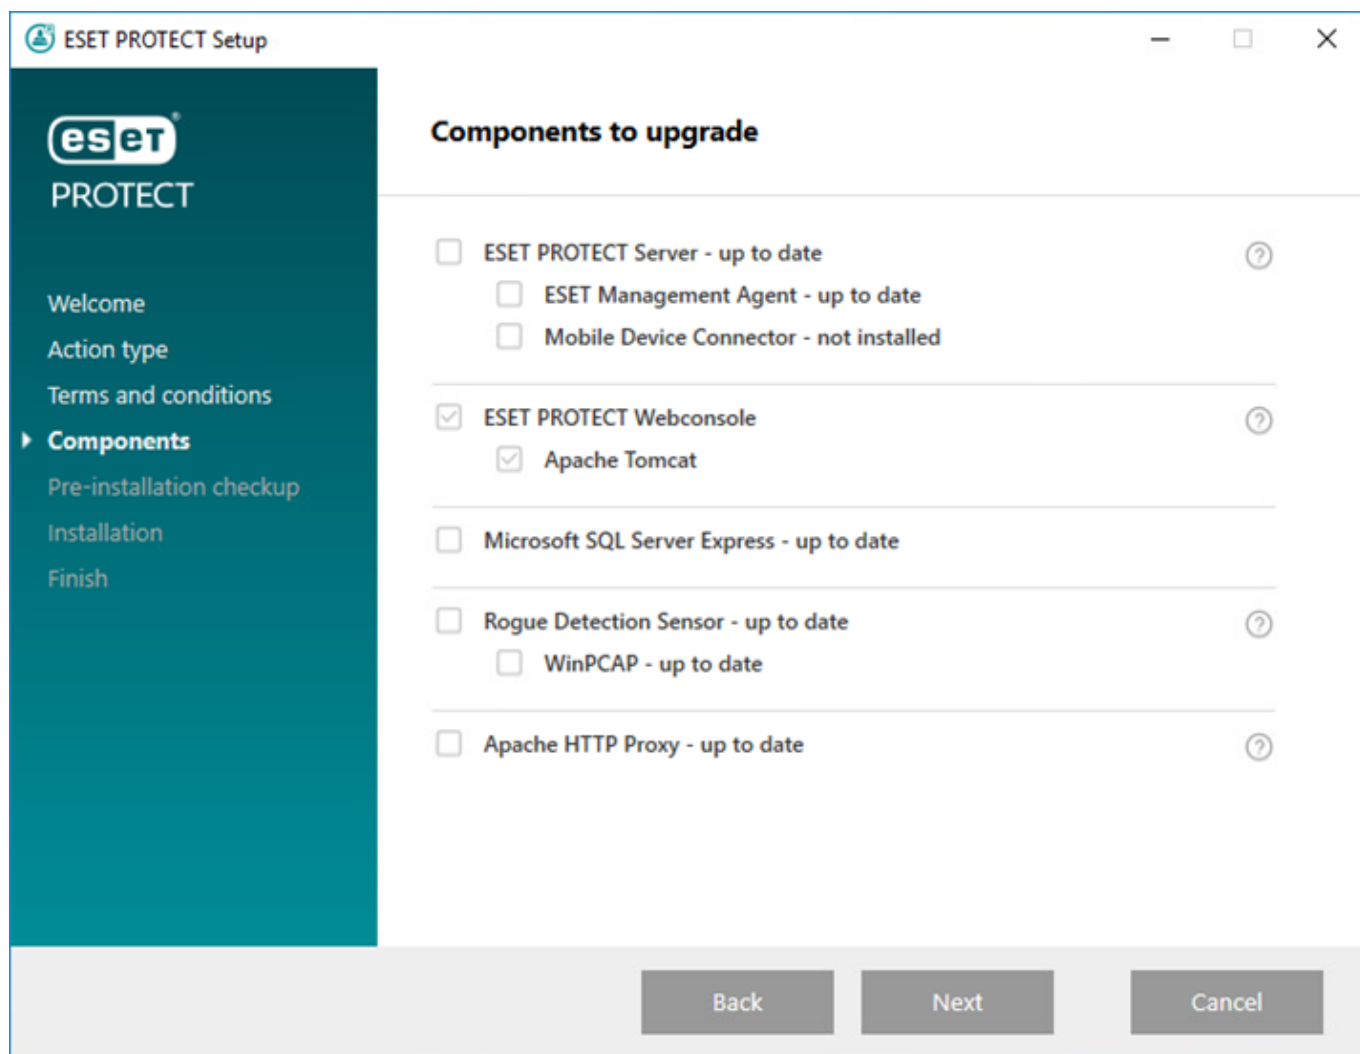 ESET PROTECT Setup
eseT®
PROTECT
Welcome
Action type
Terms and conditions
Components
Pre-installation checkup
Installation
Finish
Components to upgrade
ESET PROTECT Server - up to date
ESET Management Agent - up to date
Mobile Device Connector - not installed
ESET PROTECT Webconsole
Apache Tomcat
Microsoft SQL Server Express - up to date
Rogue Detection Sensor - up to date
WinPCAP - up to date
Apache HTTP Proxy - up to date
Back
Next
Cancel